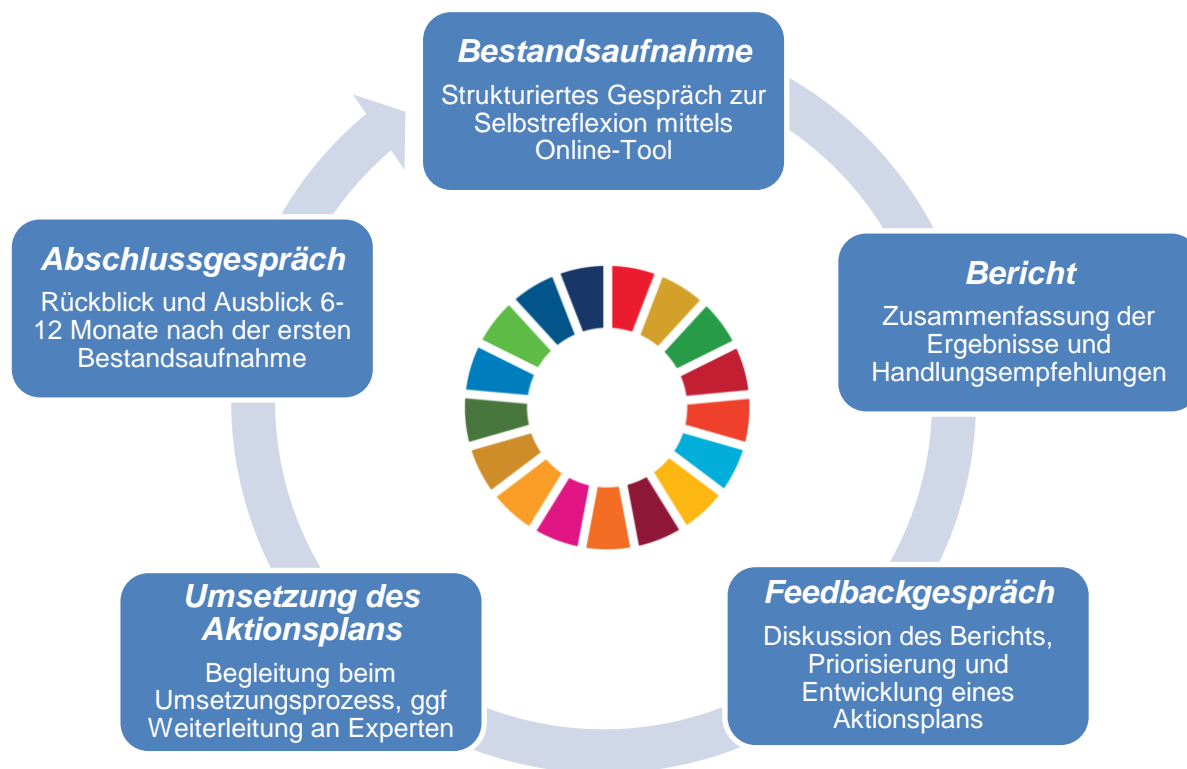 Bestandsaufnahme
Strukturiertes Gespräch zur
Selbstreflexion mittels
Online-Tool
Bericht
Zusammenfassung der
Ergebnisse und
Handlungsempfehlungen
Feedbackgespräch
Diskussion des Berichts,
Priorisierung und
Entwicklung eines
Aktionsplans
Umsetzung des
Aktionsplans
Begleitung beim
Umsetzungsprozess, ggf
Weiterleitung an Experten
Abschlussgespräch
Rückblick und Ausblick 6-
12 Monate nach der ersten
Bestandsaufnahme